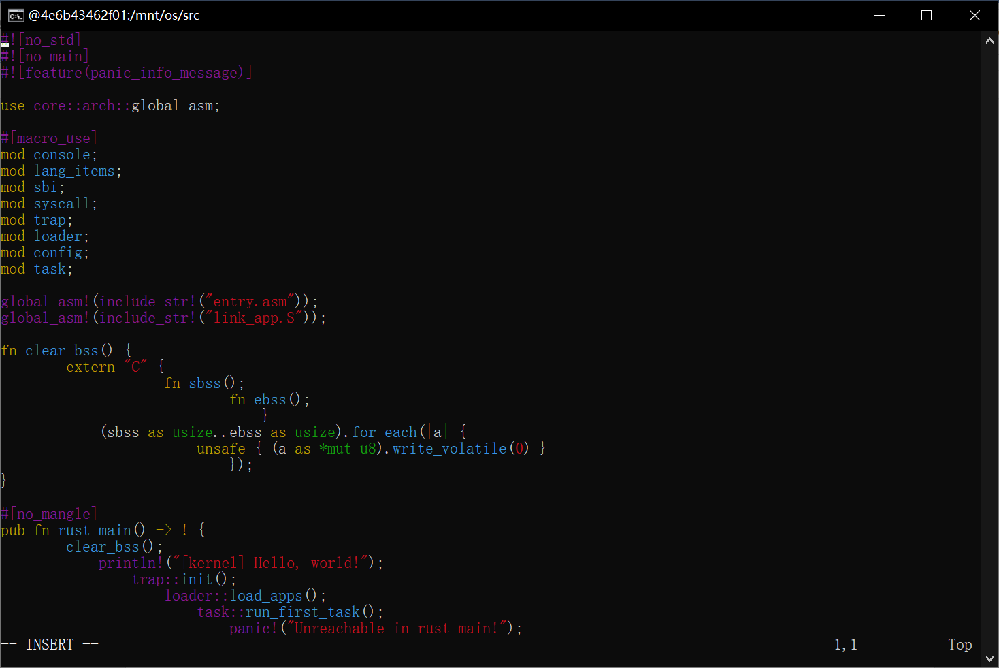 @4e6b43462f01:/mnt/os/src
#![no_std]
#![no_main]
#![feature(panic_info_message)]

use core::arch::global_asm;

#[macro_use]
mod console;
mod lang_items;
mod sbi;
mod syscall;
mod trap;
mod loader;
mod config;
mod task;

global_asm!(include_str!("entry.asm"));
global_asm!(include_str!("link_app.S"));

fn clear_bss() {
        extern "C" {
                    fn sbss();
                            fn ebss();
                                }
            (sbss as usize..ebss as usize).for_each(|a| {
                        unsafe { (a as *mut u8).write_volatile(0) }
                            });
}

#[no_mangle]
pub fn rust_main() -> ! {
        clear_bss();
            println!("[kernel] Hello, world!");
                trap::init();
                    loader::load_apps();
                        task::run_first_task();
                            panic!("Unreachable in rust_main!");
-- INSERT -- 1,1 Top